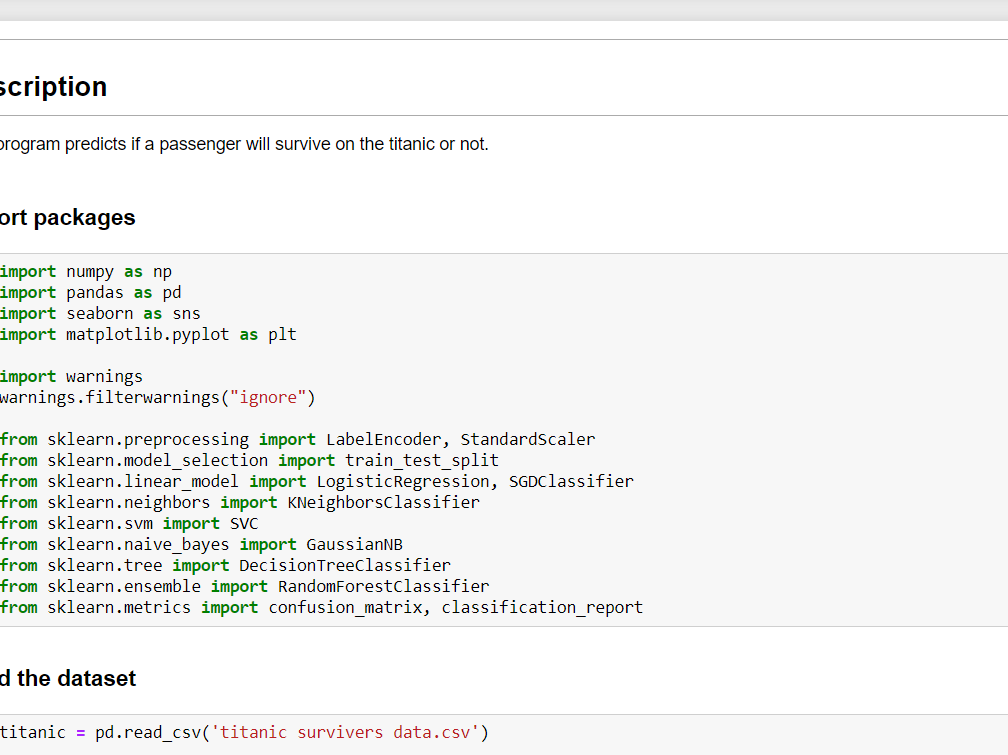 scription
program predicts if a passenger will survive on the titanic or not.
ort packages
import numpy as np
import pandas as pd
import seaborn as sns
import matplotlib.pyplot as plt
import warnings
warnings.filterwarnings("ignore")
from sklearn.preprocessing import LabelEncoder, StandardScaler
from sklearn.model_selection import train_test_split
from sklearn.linear_model import LogisticRegression, SGDClassifier
from sklearn.neighbors import KNeighborsClassifier
from sklearn.svm import SVC
from sklearn.naive_bayes import GaussianNB
from sklearn.tree import DecisionTreeClassifier
from sklearn.ensemble import RandomForestClassifier
from sklearn.metrics import confusion_matrix, classification_report
d the dataset
titanic = pd.read_csv('titanic survivers data.csv')